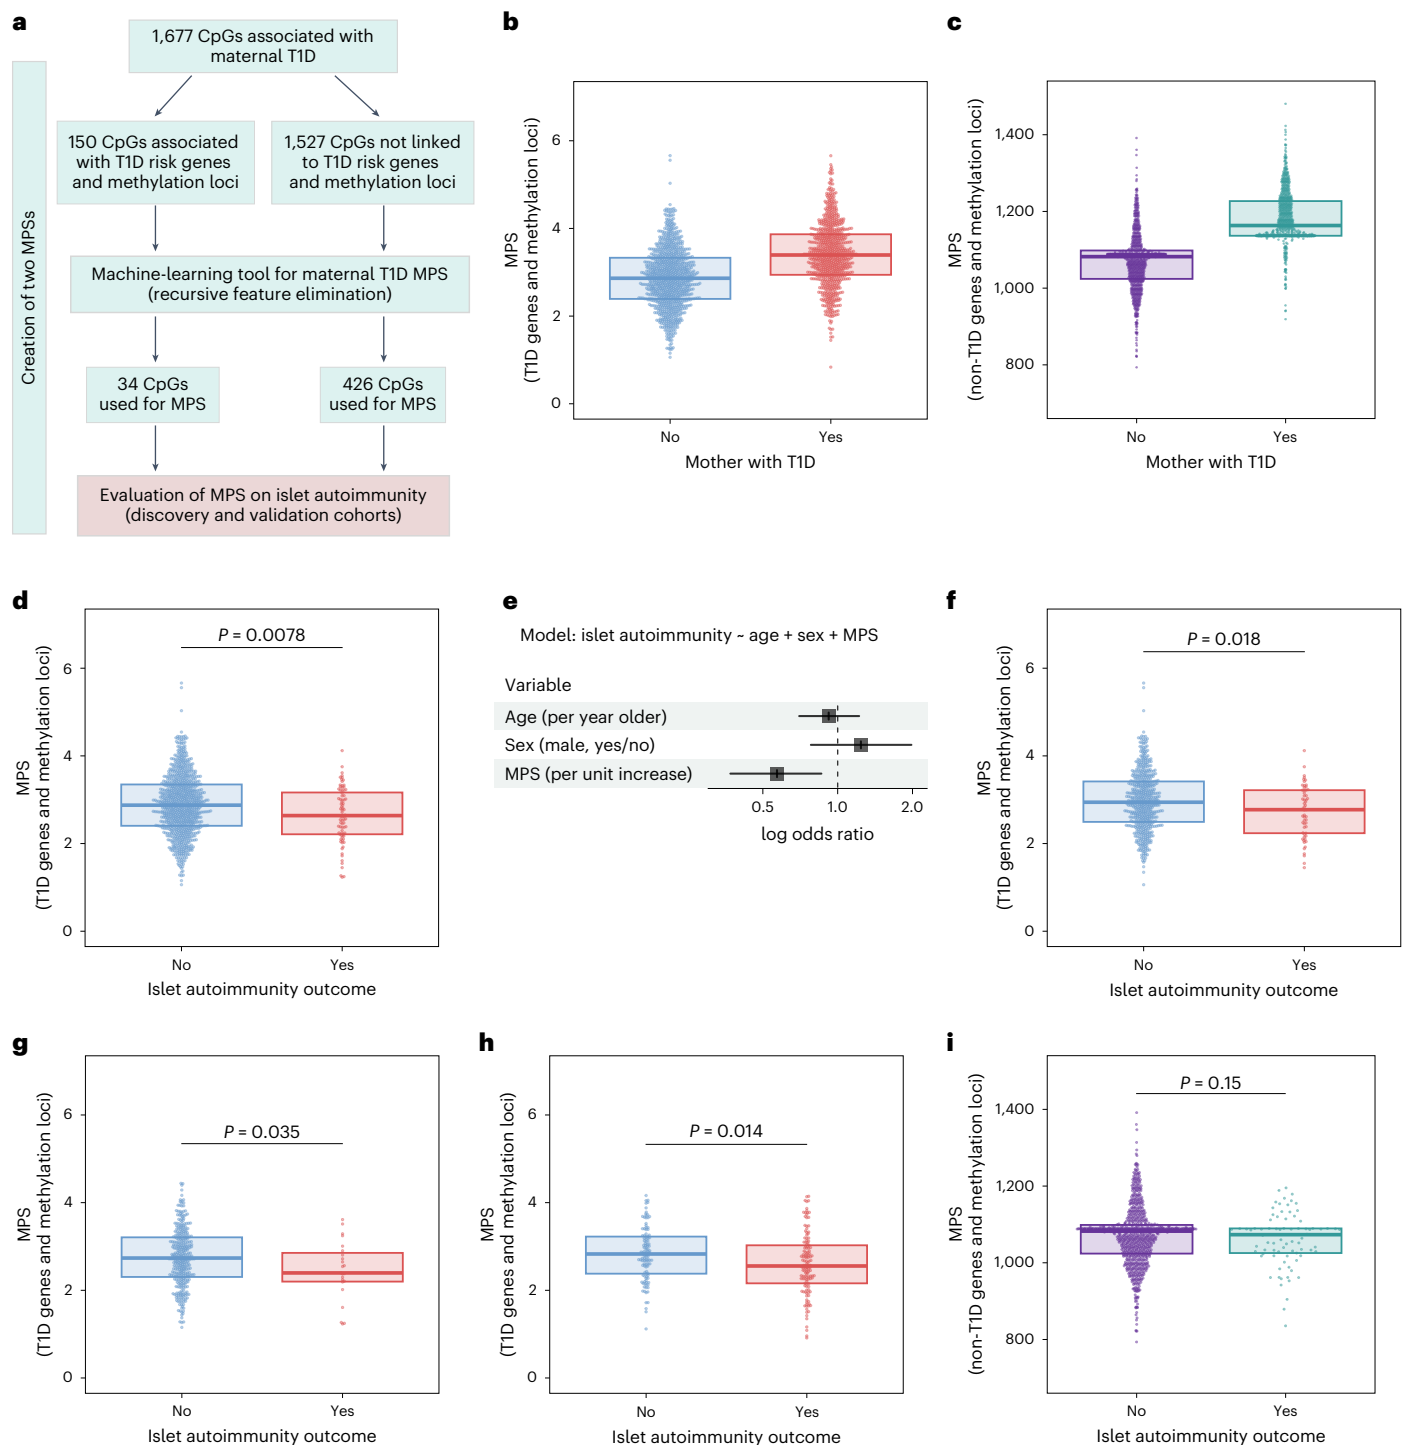 a
1,677 CpGs associated with
maternal T1D
Creation of two MPSs
150 CpGs associated
with T1D risk genes
and methylation loci
1,527 CpGs not linked
to T1D risk genes
and methylation loci
Machine-learning tool for maternal T1D MPS
(recursive feature elimination)
34 CpGs
used for MPS
426 CpGs
used for MPS
Evaluation of MPS on islet autoimmunity
(discovery and validation cohorts)
b
MPS
(T1D genes and methylation loci)
6
4
2
0
No
Yes
Mother with T1D
c
MPS
(non-T1D genes and methylation loci)
1,400
1,200
1,000
800
No
Yes
Mother with T1D
d
MPS
(T1D genes and methylation loci)
P = 0.0078
6
4
2
0
No
Yes
Islet autoimmunity outcome
e
Model: islet autoimmunity ~ age + sex + MPS
Variable
Age (per year older)
Sex (male, yes/no)
MPS (per unit increase)
0.5
1.0
2.0
log odds ratio
f
MPS
(T1D genes and methylation loci)
P = 0.018
6
4
2
0
No
Yes
Islet autoimmunity outcome
g
MPS
(T1D genes and methylation loci)
P = 0.035
6
4
2
0
No
Yes
Islet autoimmunity outcome
h
MPS
(T1D genes and methylation loci)
P = 0.014
6
4
2
0
No
Yes
Islet autoimmunity outcome
i
MPS
(non-T1D genes and methylation loci)
P = 0.15
1,400
1,200
1,000
800
No
Yes
Islet autoimmunity outcome